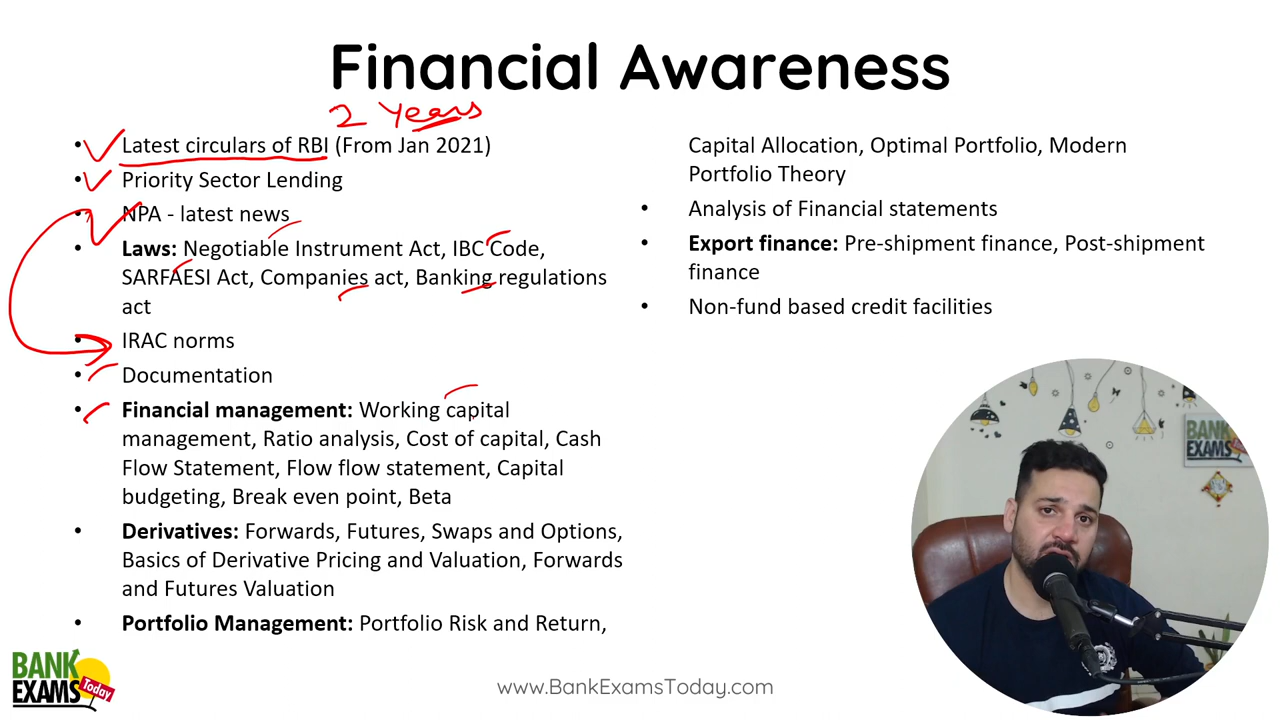 Financial Awareness
2 Years
• Latest circulars of RBI (From Jan 2021)
• Priority Sector Lending
• NPA - latest news
• Laws: Negotiable Instrument Act, IBC Code,
SARFAESI Act, Companies act, Banking regulations
act
• IRAC norms
• Documentation
• Financial management: Working capital
management, Ratio analysis, Cost of capital, Cash
Flow Statement, Flow flow statement, Capital
budgeting, Break even point, Beta
• Derivatives: Forwards, Futures, Swaps and Options,
Basics of Derivative Pricing and Valuation, Forwards
and Futures Valuation
• Portfolio Management: Portfolio Risk and Return,
Capital Allocation, Optimal Portfolio, Modern
Portfolio Theory
• Analysis of Financial statements
• Export finance: Pre-shipment finance, Post-shipment
finance
• Non-fund based credit facilities
BANK
EXAMS
BANK
EXAMS
Today
www.BankExamsToday.com